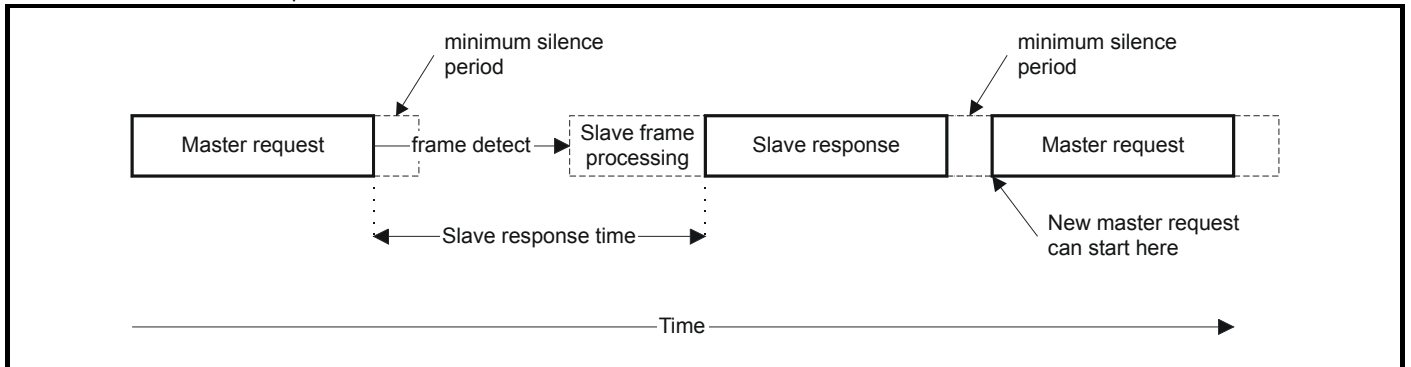 minimum silence
period
minimum silence
period
Master request
frame detect
Slave frame
processing
Slave response
Master request
Slave response time
New master request
can start here
Time